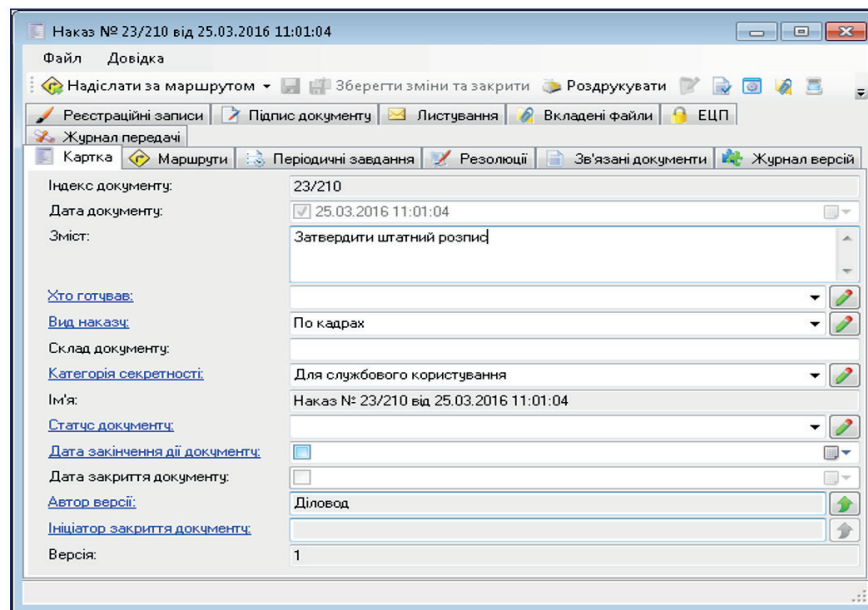 Наказ № 23/210 від 25.03.2016 11:01:04
Файл Довідка
Надіслати за маршрутом Зберегти зміни та закрити Роздрукувати
Реєстраційні записи Підпис документу Листування Вкладені файли ЕЦП
Журнал передачі
Картка Маршрути Періодичні завдання Резолюції Зв'язані документи Журнал версій
Індекс документу: 23/210
Дата документу: 25.03.2016 11:01:04
Зміст: Затвердити штатний розпис
Хто готував:
Вид наказу: По кадрах
Склад документу:
Категорія секретності: Для службового користування
Ім'я: Наказ № 23/210 від 25.03.2016 11:01:04
Статус документу:
Дата закінчення дії документу:
Дата закриття документу:
Автор версії: Діловод
Ініціатор закриття документу:
Версія: 1